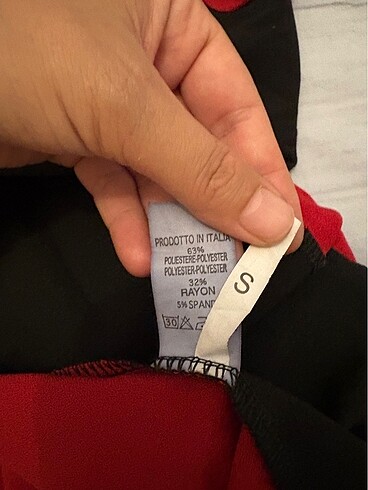 PRODOTTO IN ITALIA
63%
POLIESTERE-POLYESTER
POLYESTER-POLYESTER
32%
RAYON
5% SPAN
30
S